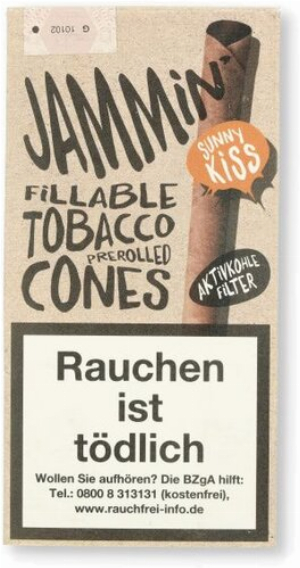 G 10102
JAMMiN'
SUNNY
KiSS
FiLLABLE
TOBACCO
PREROLLED
CONES
AKTiVKOHLE
FiLTER
Rauchen
ist
tödlich
Wollen Sie aufhören? Die BZgA hilft:
Tel.: 0800 8 313131 (kostenfrei),
www.rauchfrei-info.de